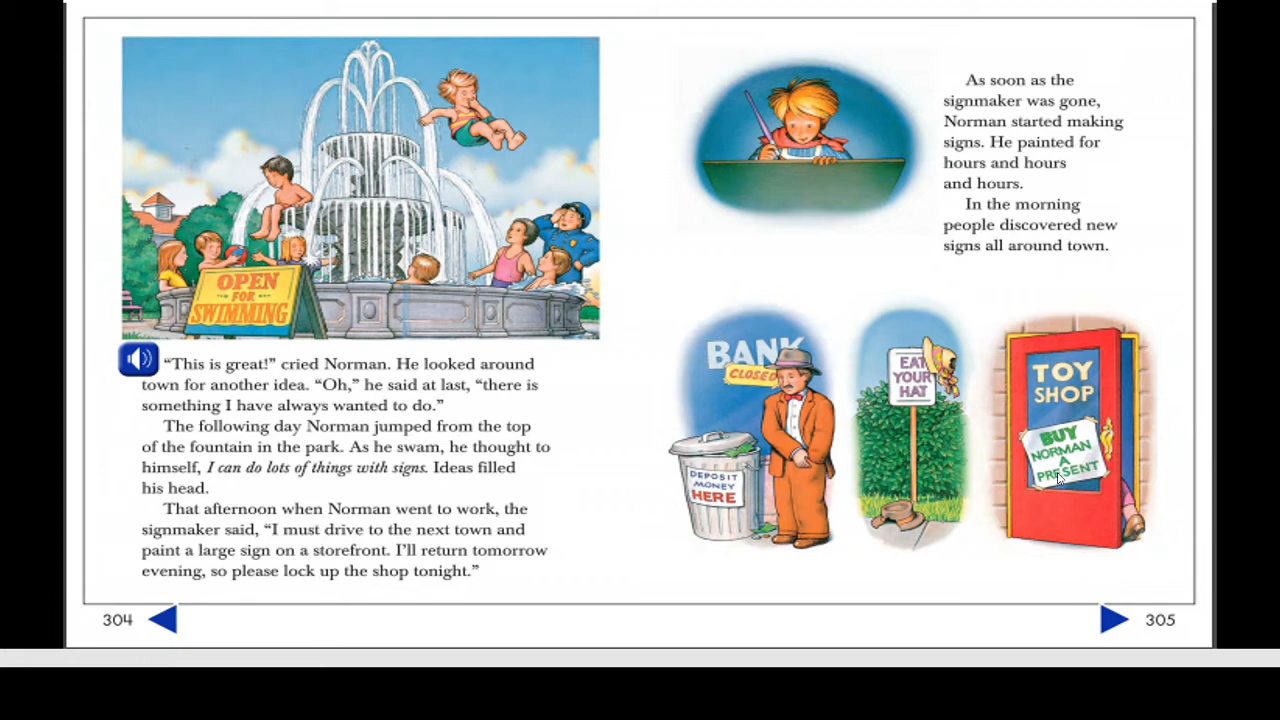 OPEN
FOR
SWIMMING
“This is great!” cried Norman. He looked around
town for another idea. “Oh,” he said at last, “there is
something I have always wanted to do.”
The following day Norman jumped from the top
of the fountain in the park. As he swam, he thought to
himself, I can do lots of things with signs. Ideas filled
his head.
That afternoon when Norman went to work, the
signmaker said, “I must drive to the next town and
paint a large sign on a storefront. I’ll return tomorrow
evening, so please lock up the shop tonight.”
304
As soon as the
signmaker was gone,
Norman started making
signs. He painted for
hours and hours
and hours.
In the morning
people discovered new
signs all around town.
BANK
CLOSED
DEPOSIT
MONEY
HERE
EAT
YOUR
HAT
TOY
SHOP
BUY
NORMAN
A
PRESENT
305